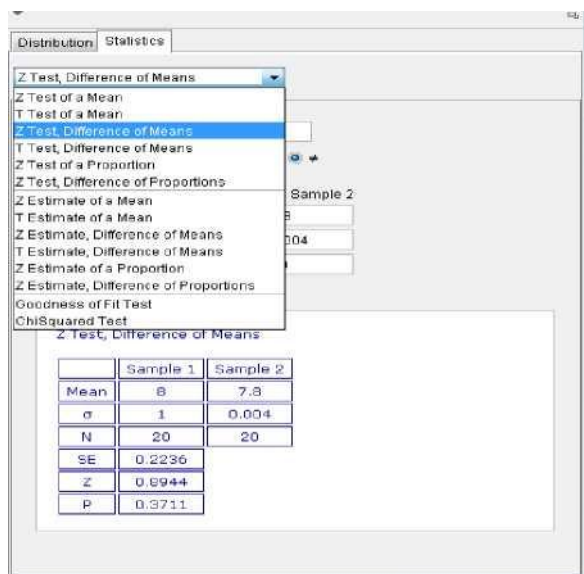 Distribution Statistics
Z Test, Difference of Means
Z Test of a Mean
T Test of a Mean
Z Test, Difference of Means
T Test, Difference of Means
Z Test of a Proportion
≠
Z Test, Difference of Proportions
Sample 2
Z Estimate of a Mean
T Estimate of a Mean
Z Estimate, Difference of Means
T Estimate, Difference of Means
Z Estimate of a Proportion
Z Estimate, Difference of Proportions
Goodness of Fit Test
ChiSquared Test
Z Test, Difference of Means
Sample 1 Sample 2
Mean 8 7.8
σ 1 0.004
N 20 20
SE 0.2236
Z 0.8944
P 0.3711